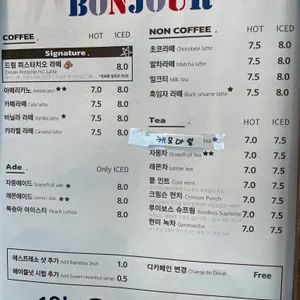 BONJOUR
COFFEE HOT ICED
Signature
드림 피스타치오 라떼 8.0
Dream Pistachio H.C Latte
아메리카노 Americano ★★ 7.0 8.0
카페라떼 Cafe latte 7.5 8.0
바닐라 라떼 Vanilla latte ★ 7.5 8.0
카라멜 라떼 Caramel latte 7.5 8.0
Ade Only ICED
자몽에이드 Grapefruit ade ★ 8.0
레몬에이드 Lemon ade 8.0
복숭아 아이스티 Peach icetea 8.0
NON COFFEE HOT ICED
초코라떼 Chocolate latte 7.5 8.0
말차라떼 Matcha latte 7.5 8.0
밀크티 Milk tea 7.5 8.0
흑임자 라떼 Black sesame latte ★ 7.5 8.0
Tea
7.0 7.5
자몽차 Grapefruit tea ★★ 7.0 7.5
레몬차 Lemon tea 7.0 7.5
쿨 민트 Cool mint 7.0 7.5
크림슨 펀치 Crimson Punch 7.0 7.5
루이보스 슈프림 Rooibos Supreme 7.0 7.5
현미 녹차 Genmaicha 7.0 7.5
에스프레소 샷 추가 Add Espresso Shot 1.0
헤이즐넛 시럽 추가 Add Sweet Hazelnut syrup 0.5
디카페인 변경 Change to Decaf Free